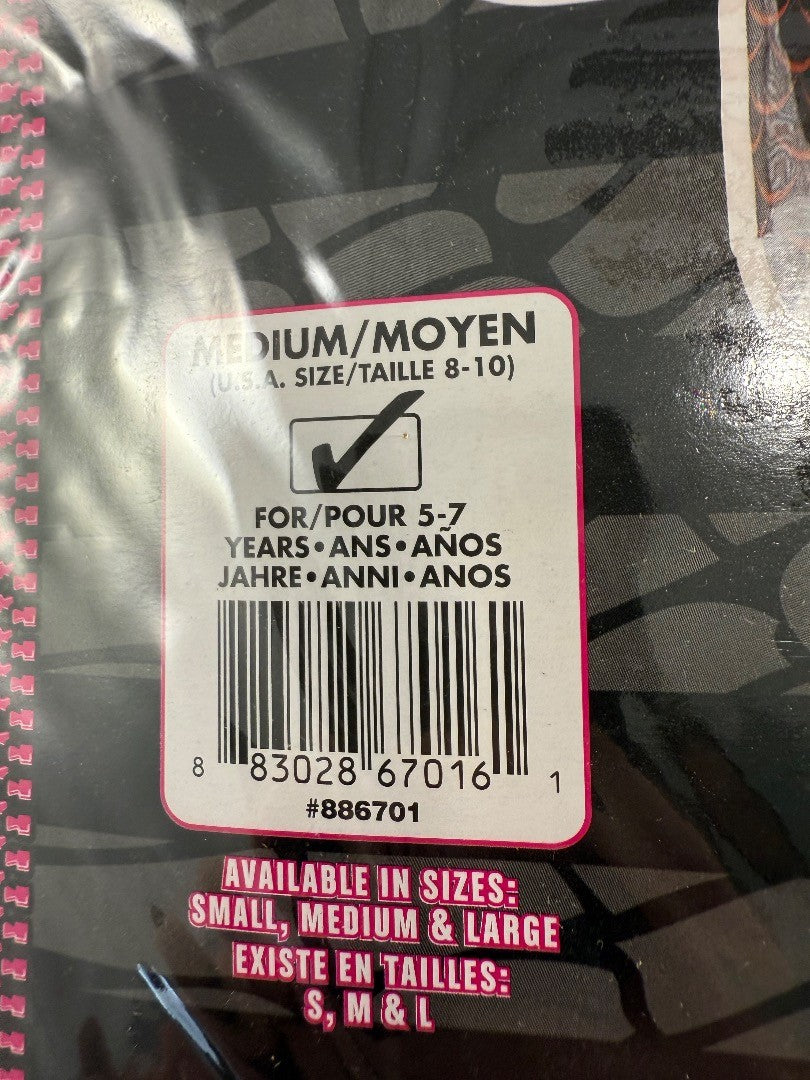 MEDIUM/MOYEN
(U.S.A. SIZE/TAILLE 8-10)
FOR/POUR 5-7
YEARS•ANS•AÑOS
JAHRE•ANNI•ANOS
8 83028 67016 1
#886701
AVAILABLE IN SIZES:
SMALL, MEDIUM & LARGE
EXISTE EN TAILLES:
S, M & L